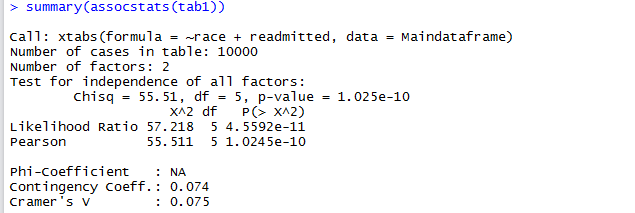 > summary(assocstats(tab1))
Call: xtabs(formula = ~race + readmitted, data = Maindataframe)
Number of cases in table: 10000
Number of factors: 2
Test for independence of all factors:
Chisq = 55.51, df = 5, p-value = 1.025e-10
X^2 df P(> X^2)
Likelihood Ratio 57.218 5 4.5592e-11
Pearson 55.511 5 1.0245e-10
Phi-Coefficient : NA
Contingency Coeff.: 0.074
Cramer's V : 0.075